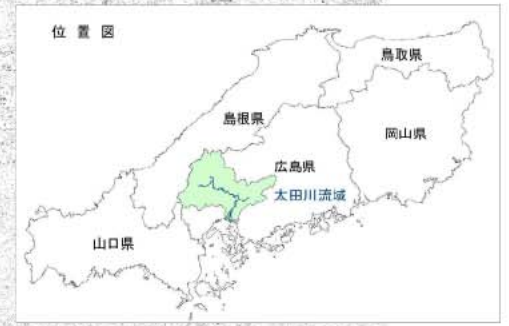 位置図
鳥取県
島根県
岡山県
広島県
太田川流域
山口県